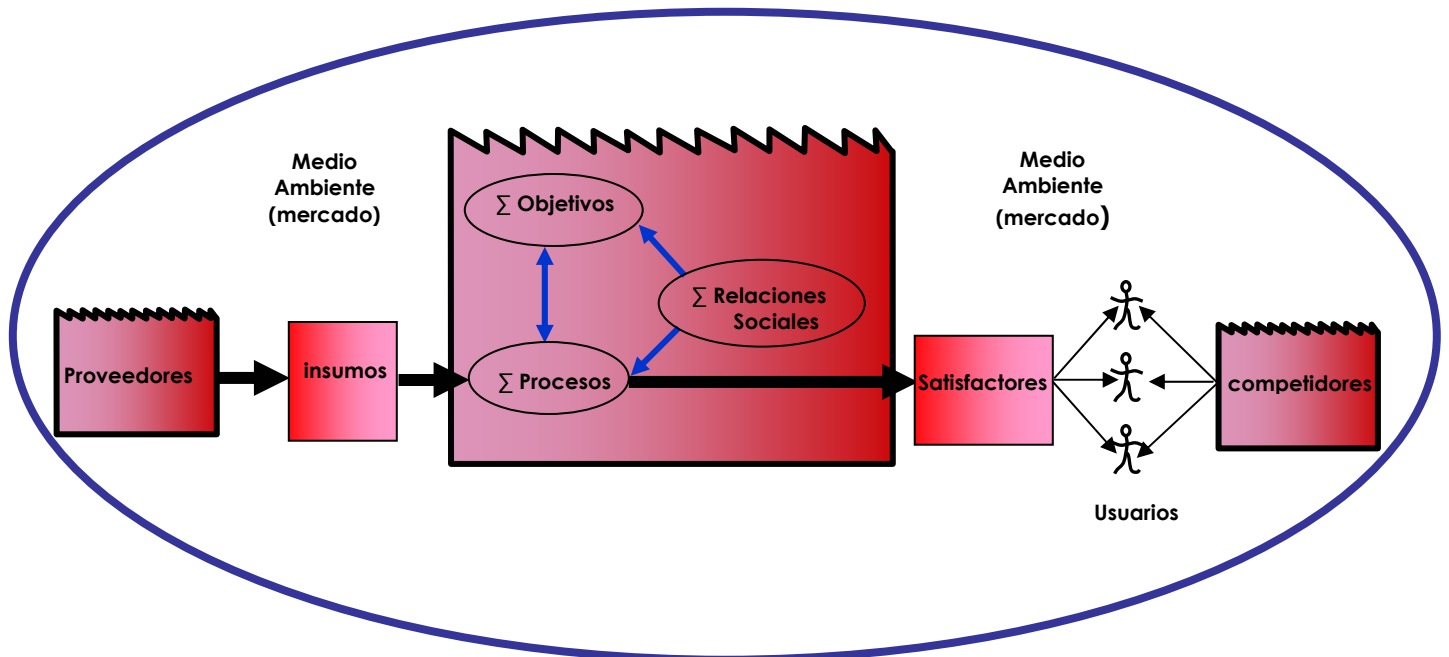 Medio
Ambiente
(mercado)
Medio
Ambiente
(mercado)
∑ Objetivos
∑ Relaciones
Sociales
∑ Procesos
Proveedores
insumos
Satisfactores
competidores
Usuarios